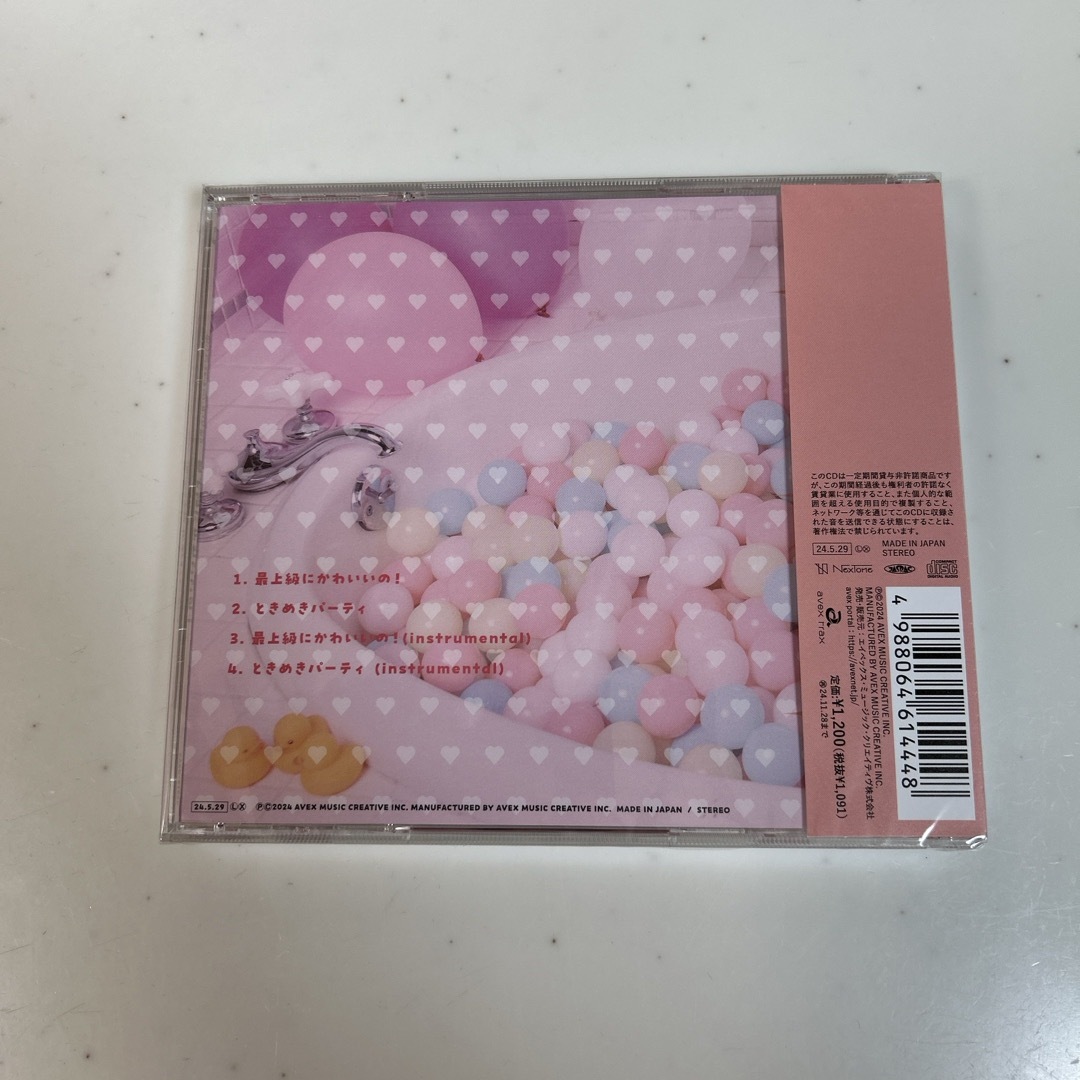 1. 最上級にかわいいの!
2. ときめきパーティ
3. 最上級にかわいいの!(instrumental)
4. ときめきパーティ (instrumental)
24.5.29 Ⓛ Ⓧ ℗©2024 AVEX MUSIC CREATIVE INC. MANUFACTURED BY AVEX MUSIC CREATIVE INC. MADE IN JAPAN / STEREO
このCDは一定期間貸与非許諾商品です
が、この期間経過後も権利者の許諾なく
賃貸業に使用すること、また個人的な範
囲を超える使用目的で複製すること、
ネットワーク等を通じてこのCDに収録さ
れた音を送信できる状態にすることは、
著作権法で禁じられています。
24.5.29 Ⓛ Ⓧ MADE IN JAPAN
STEREO
NexTone JASRAC COMPACT DISC DIGITAL AUDIO
4 988064 614448
℗©2024 AVEX MUSIC CREATIVE INC.
MANUFACTURED BY AVEX MUSIC CREATIVE INC.
発売・販売元:エイベックス・ミュージック・クリエイティヴ株式会社
avex portal : https://avexnet.jp/
avex trax
定価:¥1,200(税抜¥1,091)
24.11.28まで